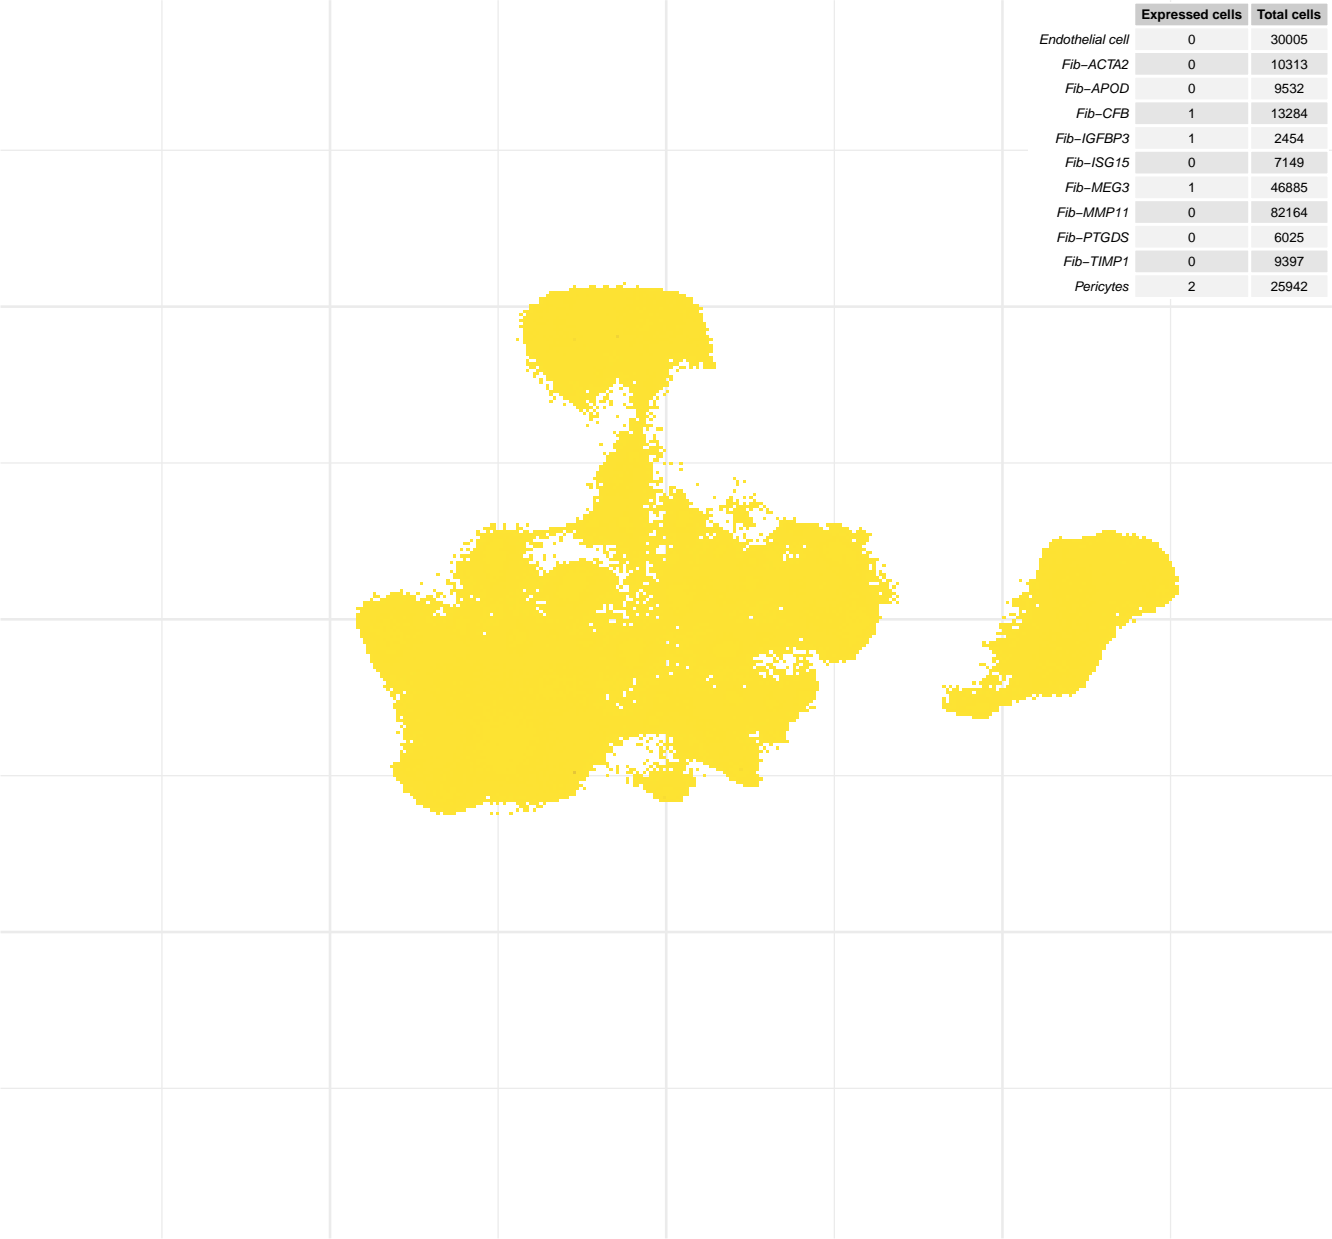 Expressed cells Total cells
Endothelial cell 0 30005
Fib−ACTA2 0 10313
Fib−APOD 0 9532
Fib−CFB 1 13284
Fib−IGFBP3 1 2454
Fib−ISG15 0 7149
Fib−MEG3 1 46885
Fib−MMP11 0 82164
Fib−PTGDS 0 6025
Fib−TIMP1 0 9397
Pericytes 2 25942